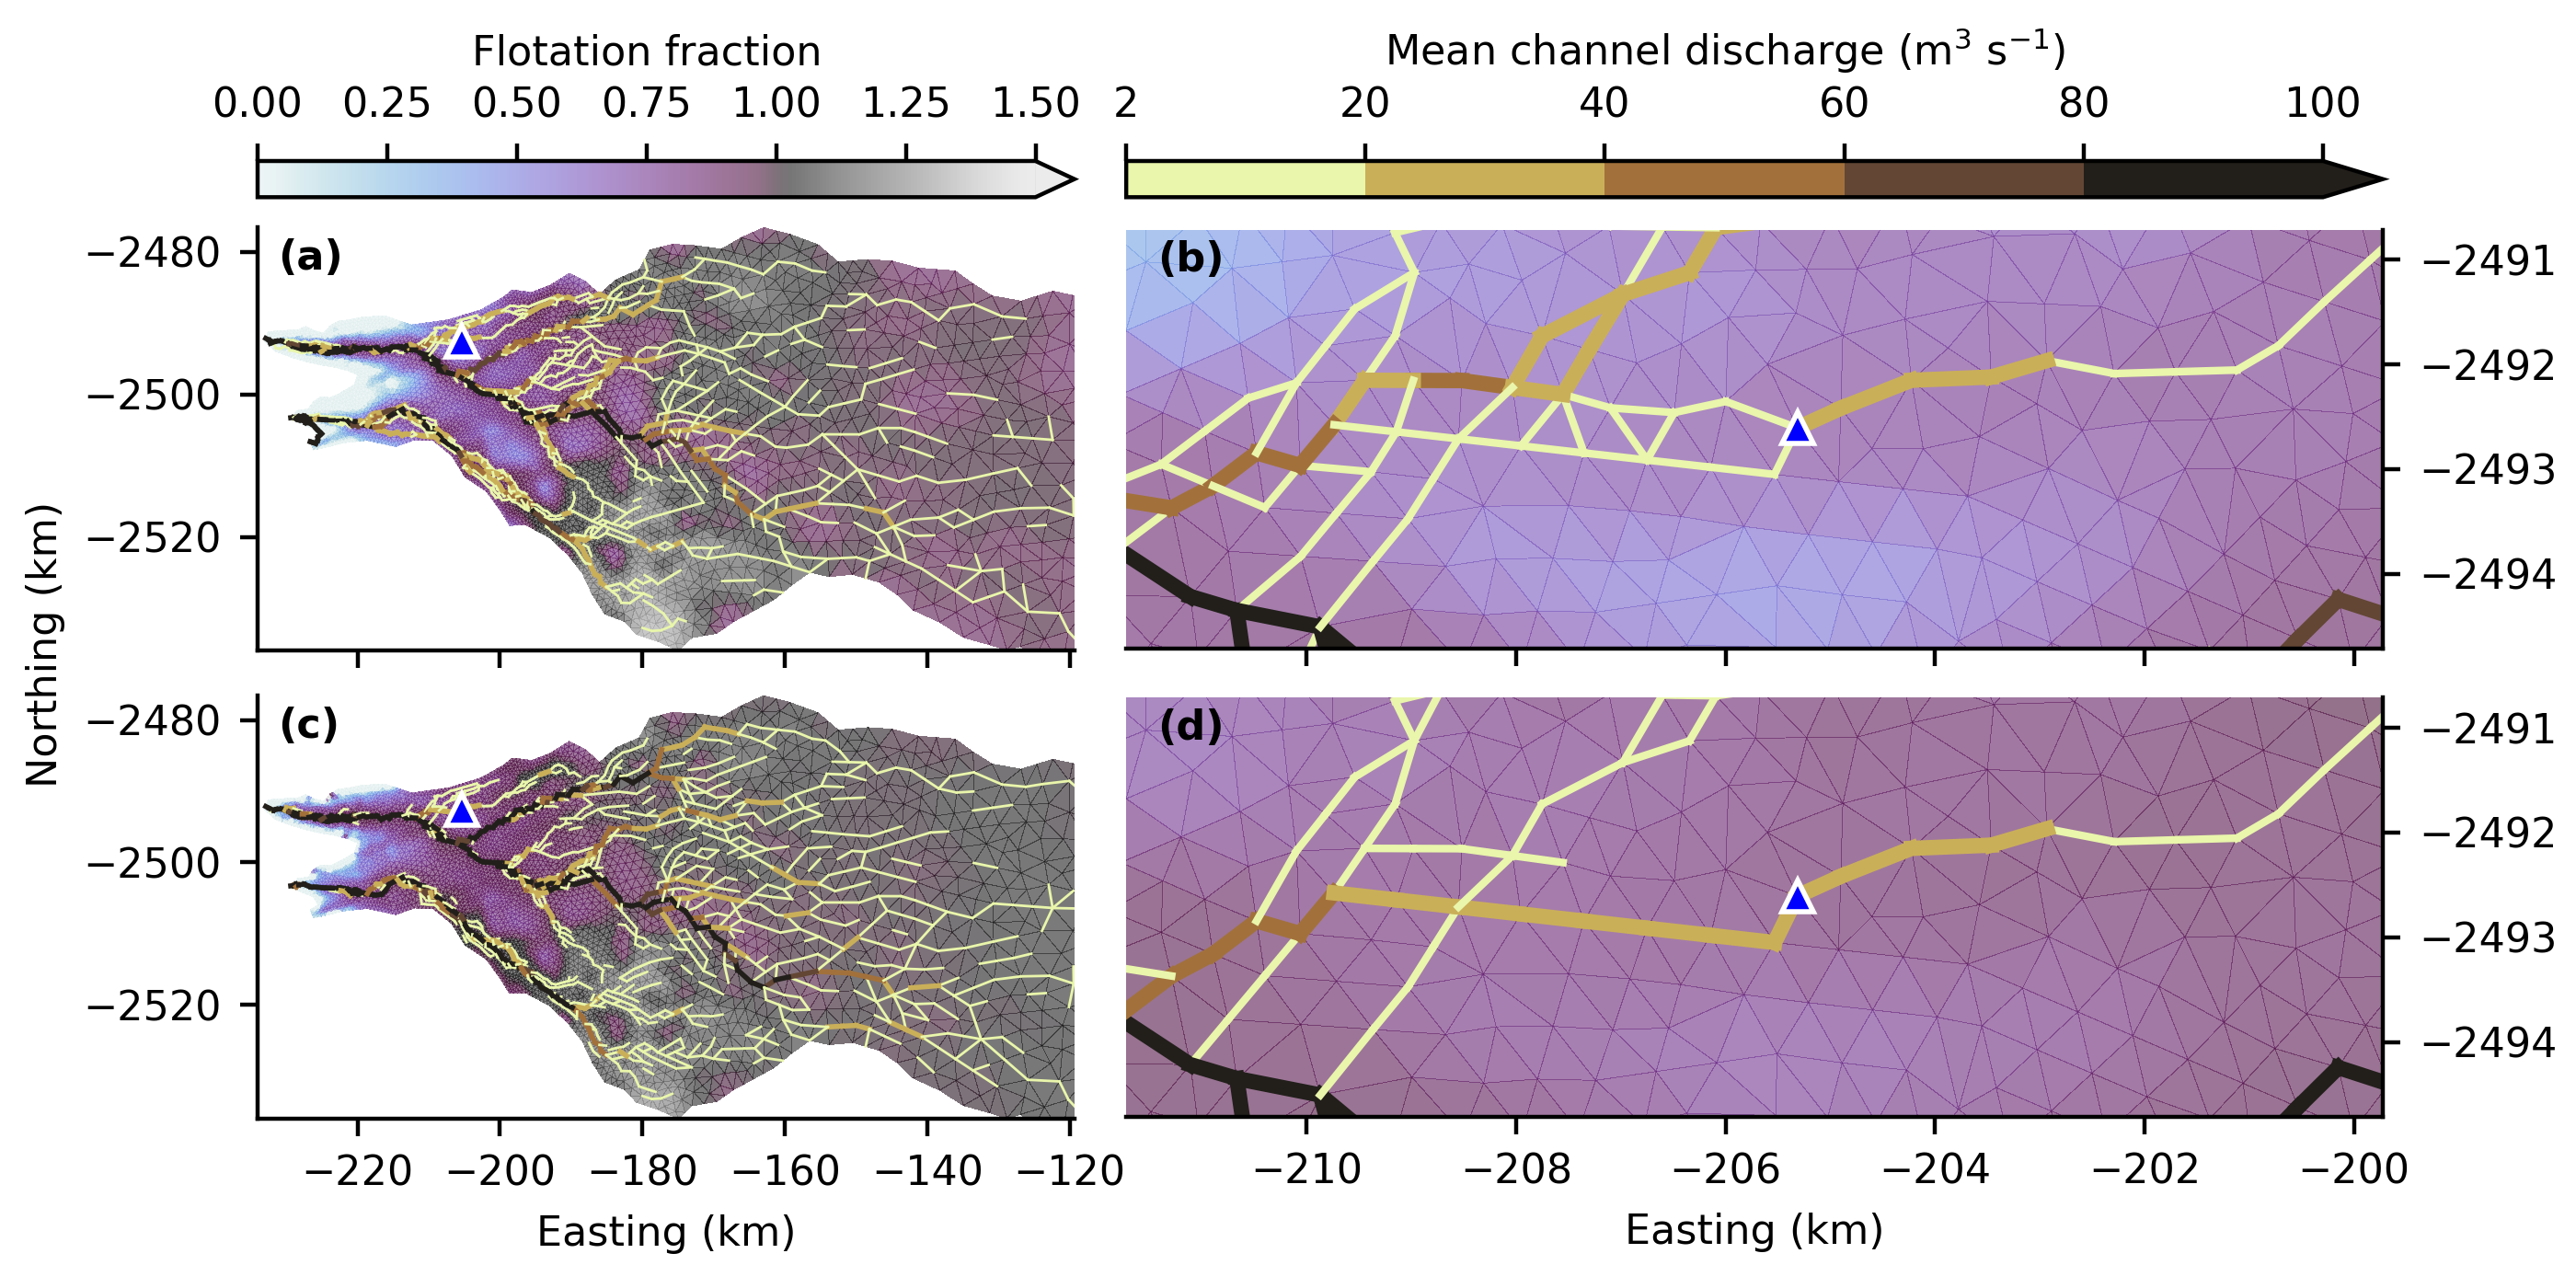 Flotation fraction
0.00 0.25 0.50 0.75 1.00 1.25 1.50
Mean channel discharge (m³ s⁻¹)
2 20 40 60 80 100
(a)
−2480
−2500
−2520
(b)
−2491
−2492
−2493
−2494
Northing (km)
(c)
−2480
−2500
−2520
−220 −200 −180 −160 −140 −120
Easting (km)
(d)
−2491
−2492
−2493
−2494
−210 −208 −206 −204 −202 −200
Easting (km)